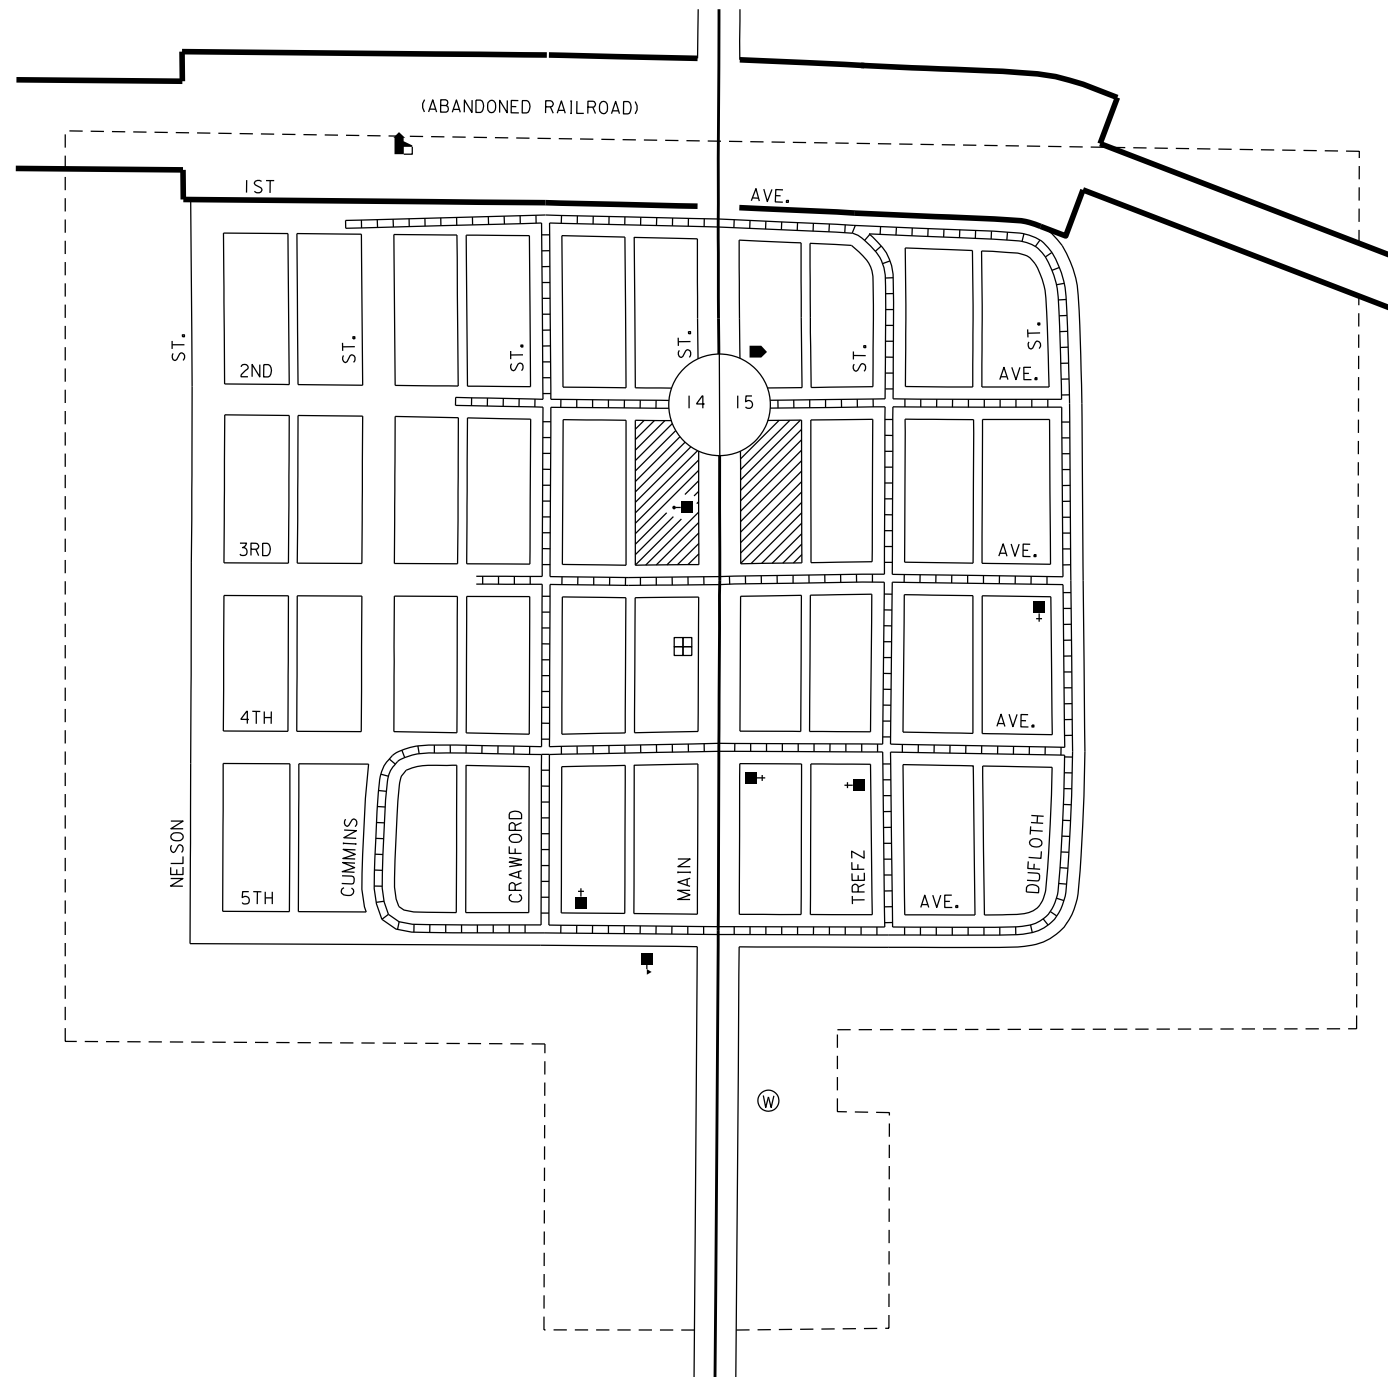 (ABANDONED RAILROAD)
1ST AVE.
ST. ST. ST. ST. ST. ST.
2ND AVE.
14 15
3RD AVE.
4TH AVE.
NELSON CUMMINS CRAWFORD MAIN TREFZ DUFLOTH
5TH AVE.
W